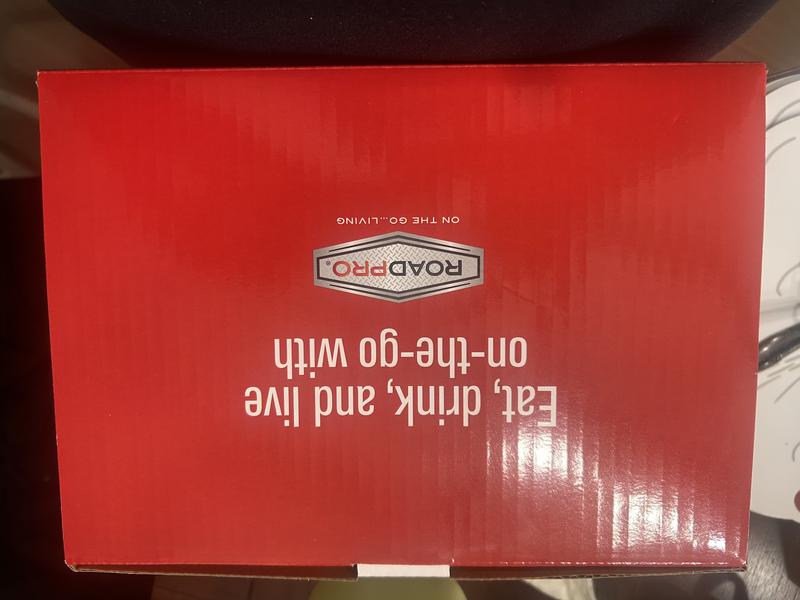 Eat, drink, and live
on-the-go with
ROADPRO®
ON THE GO...LIVING